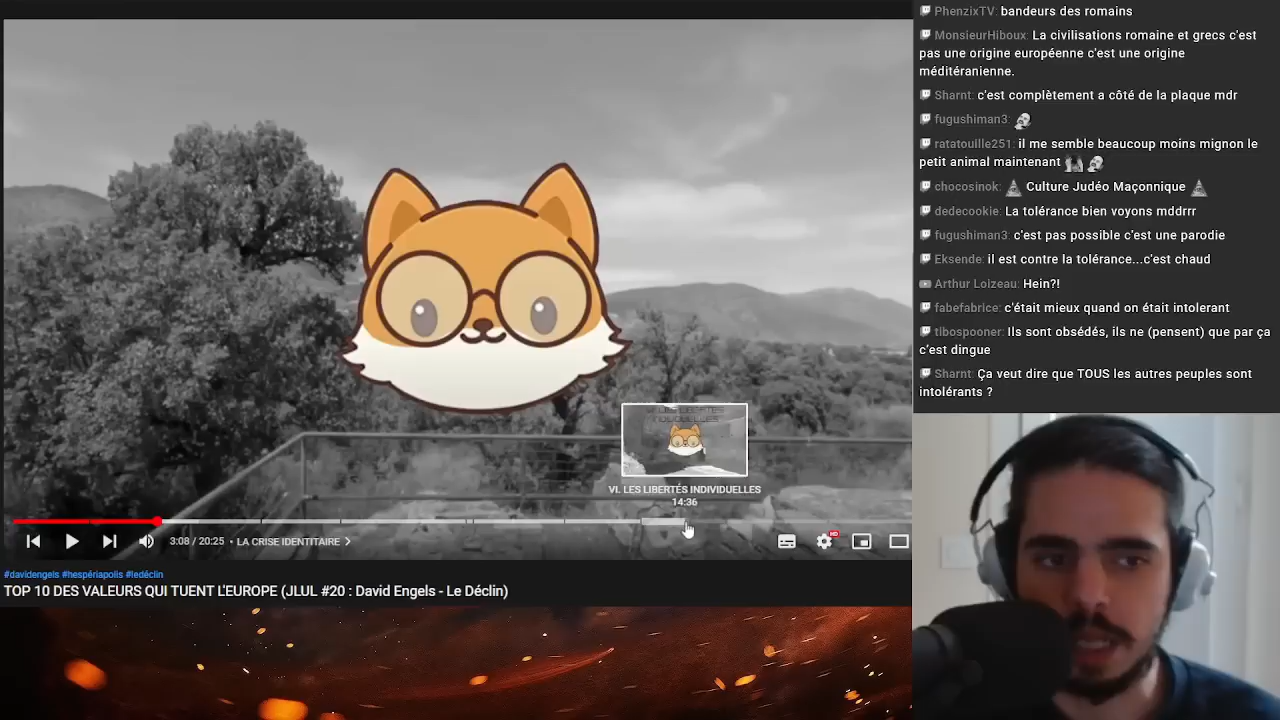 PhenzixTV: bandeurs des romains
MonsieurHiboux: La civilisations romaine et grecs c'est
pas une origine européenne c'est une origine
méditéranienne.
Sharnt: c'est complètement a côté de la plaque mdr
fugushiman3:
ratatouille251: il me semble beaucoup moins mignon le
petit animal maintenant
chocosinok: Culture Judéo Maçonnique
dedecookie: La tolérance bien voyons mddrrr
fugushiman3: c'est pas possible c'est une parodie
Eksende: il est contre la tolérance...c'est chaud
Arthur Loizeau: Hein?!
fabefabrice: c'était mieux quand on était intolerant
tibospooner: Ils sont obsédés, ils ne (pensent) que par ça
c'est dingue
Sharnt: Ça veut dire que TOUS les autres peuples sont
intolérants ?
VI. LES LIBERTÉS INDIVIDUELLES
VI. LES LIBERTÉS INDIVIDUELLES
14:36
3:08 / 20:25 • LA CRISE IDENTITAIRE
HD
#davidengels #hespériapolis #ledéclin
TOP 10 DES VALEURS QUI TUENT L'EUROPE (JLUL #20 : David Engels - Le Déclin)